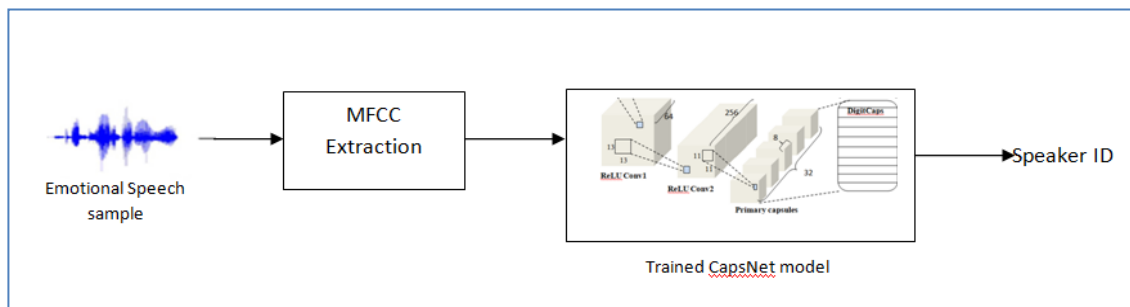 Emotional Speech
sample
MFCC
Extraction
64
13
13
ReLU Conv1
256
11
11
ReLU Conv2
8
32
Primary capsules
DigitCaps
Trained CapsNet model
Speaker ID